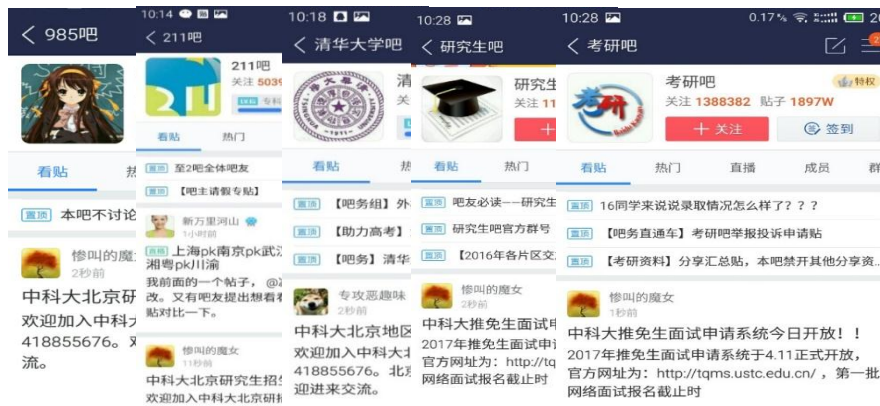 985吧
看贴
置顶 本吧不讨论
惨叫的魔
2秒前
中科大北京研
欢迎加入中科大
418855676。
流。
10:14
211吧
211吧
关注 5039
看贴 热门
置顶 至2吧全体吧友
置顶 【吧主请假专贴】
新万里河山
1小时前
上海pk南京pk武汉
湘粤pk川渝
我前面的一个帖子，@
改。又有吧友提出想看看
贴对比一下。
惨叫的魔女
11秒前
中科大北京研究生招生
欢迎加入中科大北京研招
10:18
清华大学吧
清
关
看贴
置顶 【吧务组】外
置顶 【助力高考】
置顶 【吧务】清华
专攻恶趣味
1秒前
中科大北京地区
欢迎加入中科大
418855676。北京
迎进来交流。
10:28
研究生吧
研究生
关注 11
看贴 热门
置顶 吧友必读——研究生
置顶 研究生吧官方群号
置顶 【2016年各片区交
惨叫的魔女
2秒前
中科大推免生面试申
2017年推免生面试申
官方网址为：http://tq
网络面试报名截止时
10:28 0.17% 20
考研吧
考研吧 特权
关注 1388382 贴子 1897W
＋ 关注 签到
看贴 热门 直播 成员 群
置顶 16同学来说说录取情况怎么样了？？？
置顶 【吧务直通车】考研吧举报投诉申请贴
置顶 【考研资料】分享汇总贴，本吧禁开其他分享资...
惨叫的魔女
1秒前
中科大推免生面试申请系统今日开放！！
2017年推免生面试申请系统于4.11正式开放，
官方网址为：http://tqms.ustc.edu.cn/ ，第一批
网络面试报名截止时